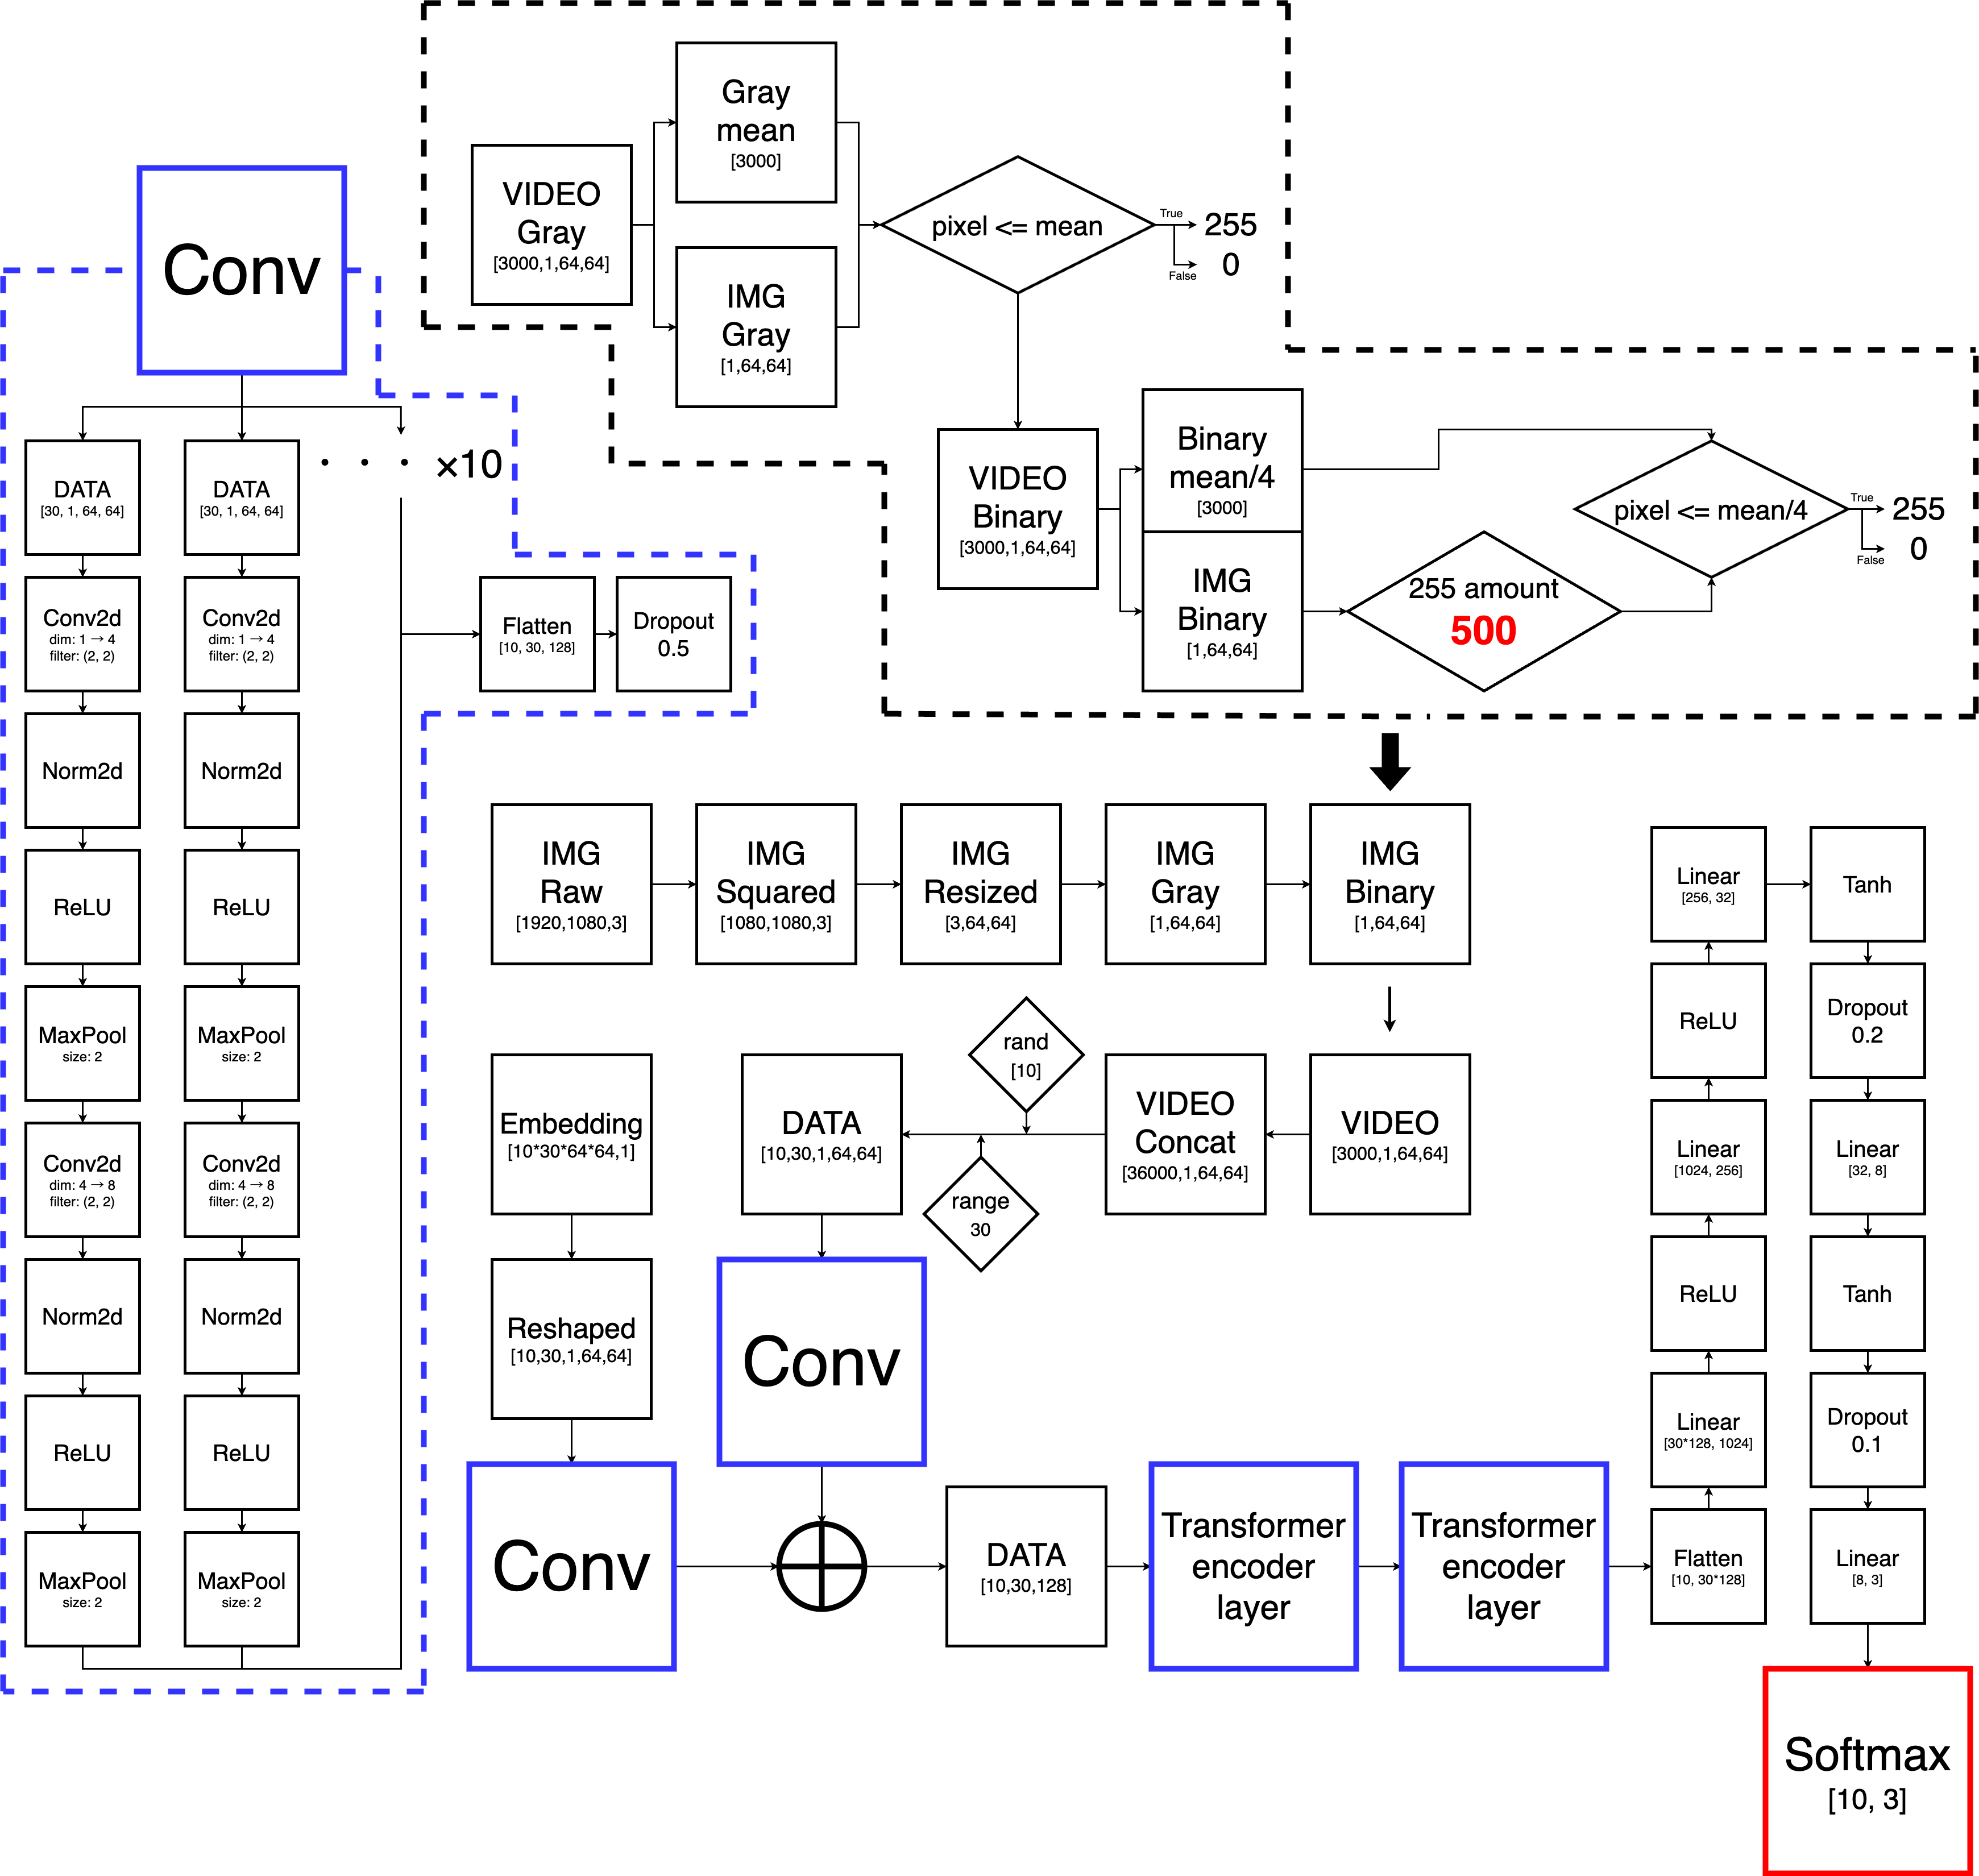 Gray
mean
[3000]
VIDEO
Gray
[3000,1,64,64]
IMG
Gray
[1,64,64]
pixel <= mean
True
255
False
0
VIDEO
Binary
[3000,1,64,64]
Binary
mean/4
[3000]
IMG
Binary
[1,64,64]
255 amount
500
pixel <= mean/4
True
255
False
0
Conv
DATA
[30, 1, 64, 64]
DATA
[30, 1, 64, 64]
· · · ×10
Conv2d
dim: 1 → 4
filter: (2, 2)
Conv2d
dim: 1 → 4
filter: (2, 2)
Flatten
[10, 30, 128]
Dropout
0.5
Norm2d
Norm2d
ReLU
ReLU
MaxPool
size: 2
MaxPool
size: 2
Conv2d
dim: 4 → 8
filter: (2, 2)
Conv2d
dim: 4 → 8
filter: (2, 2)
Norm2d
Norm2d
ReLU
ReLU
MaxPool
size: 2
MaxPool
size: 2
IMG
Raw
[1920,1080,3]
IMG
Squared
[1080,1080,3]
IMG
Resized
[3,64,64]
IMG
Gray
[1,64,64]
IMG
Binary
[1,64,64]
VIDEO
[3000,1,64,64]
VIDEO
Concat
[36000,1,64,64]
rand
[10]
range
30
DATA
[10,30,1,64,64]
Conv
Embedding
[10*30*64*64,1]
Reshaped
[10,30,1,64,64]
Conv
DATA
[10,30,128]
Transformer
encoder
layer
Transformer
encoder
layer
Flatten
[10, 30*128]
Linear
[30*128, 1024]
ReLU
Linear
[1024, 256]
ReLU
Linear
[256, 32]
Tanh
Dropout
0.2
Linear
[32, 8]
Tanh
Dropout
0.1
Linear
[8, 3]
Softmax
[10, 3]